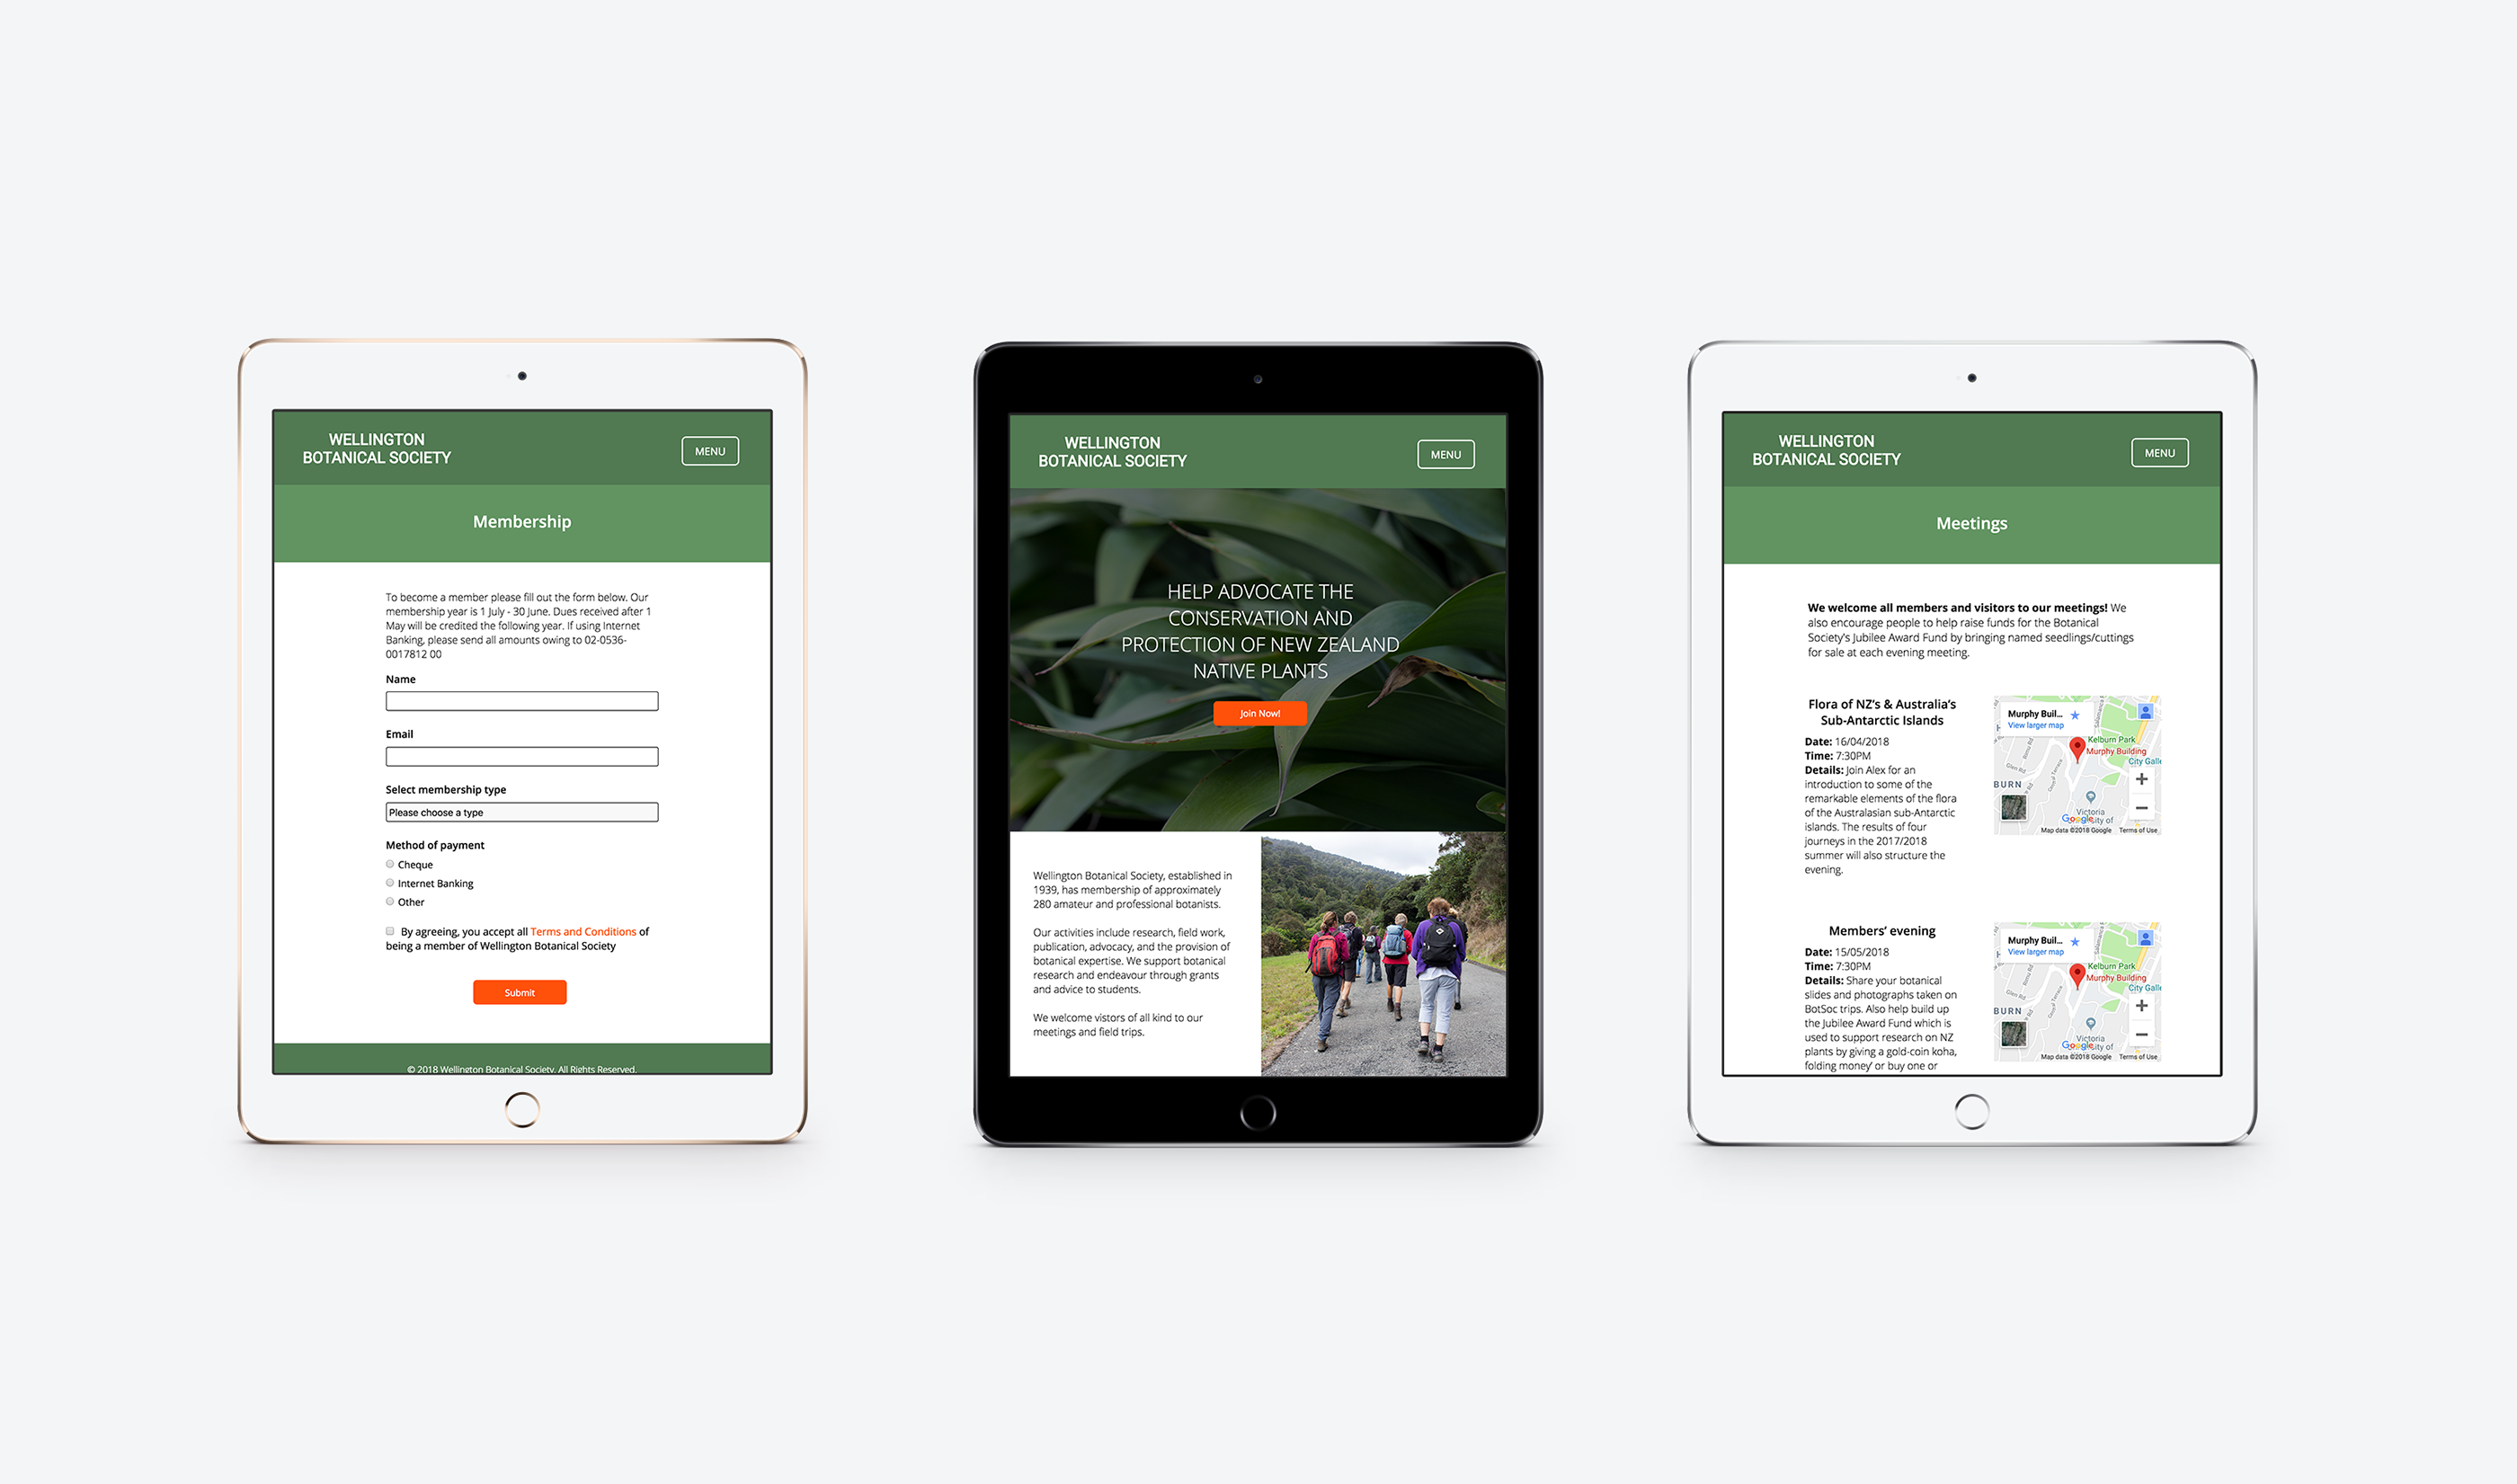 WELLINGTON
BOTANICAL SOCIETY
MENU
Membership
To become a member please fill out the form below. Our
membership year is 1 July - 30 June. Dues received after 1
May will be credited the following year. If using Internet
Banking, please send all amounts owing to 02-0536-
0017812 00
Name
Email
Select membership type
Please choose a type
Method of payment
Cheque
Internet Banking
Other
By agreeing, you accept all Terms and Conditions of
being a member of Wellington Botanical Society
Submit
© 2018 Wellington Botanical Society. All Rights Reserved.
WELLINGTON
BOTANICAL SOCIETY
MENU
HELP ADVOCATE THE
CONSERVATION AND
PROTECTION OF NEW ZEALAND
NATIVE PLANTS
Join Now!
Wellington Botanical Society, established in
1939, has membership of approximately
280 amateur and professional botanists.
Our activities include research, field work,
publication, advocacy, and the provision of
botanical expertise. We support botanical
research and endeavour through grants
and advice to students.
We welcome vistors of all kind to our
meetings and field trips.
WELLINGTON
BOTANICAL SOCIETY
MENU
Meetings
We welcome all members and visitors to our meetings! We
also encourage people to help raise funds for the Botanical
Society's Jubilee Award Fund by bringing named seedlings/cuttings
for sale at each evening meeting.
Flora of NZ's & Australia's
Sub-Antarctic Islands
Date: 16/04/2018
Time: 7:30PM
Details: Join Alex for an
introduction to some of the
remarkable elements of the flora
of the Australasian sub-Antarctic
islands. The results of four
journeys in the 2017/2018
summer will also structure the
evening.
Murphy Buil...
View larger map
Kelburn Park
Murphy Building
City Galle
Glen Rd
BURN
Victoria
Google
sity of
Map data ©2018 Google Terms of Use
Members' evening
Date: 15/05/2018
Time: 7:30PM
Details: Share your botanical
slides and photographs taken on
BotSoc trips. Also help build up
the Jubilee Award Fund which is
used to support research on NZ
plants by giving a gold-coin koha,
folding money' or buy one or
Murphy Buil...
View larger map
Kelburn Park
Murphy Building
City Galle
Glen Rd
BURN
Victoria
Google
sity of
Map data ©2018 Google Terms of Use